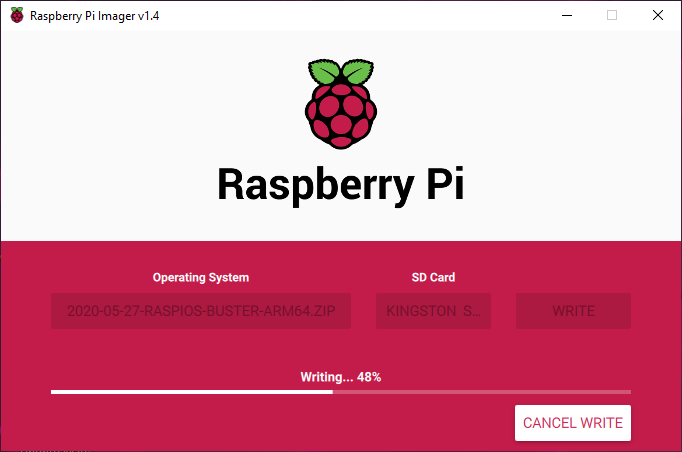 Raspberry Pi Imager v1.4
Raspberry Pi
Operating System
SD Card
2020-05-27-RASPIOS-BUSTER-ARM64.ZIP
KINGSTON S...
WRITE
Writing... 48%
CANCEL WRITE